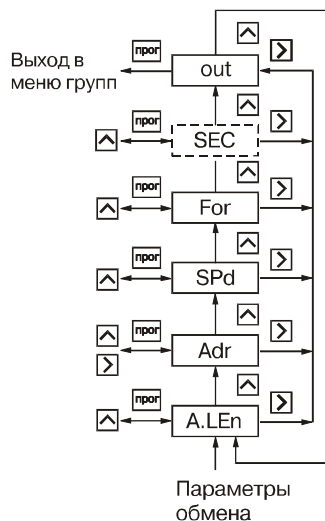 прог
Выход в
меню групп
out
прог
SEC
прог
For
прог
SPd
прог
Adr
прог
A.LEn
Параметры
обмена